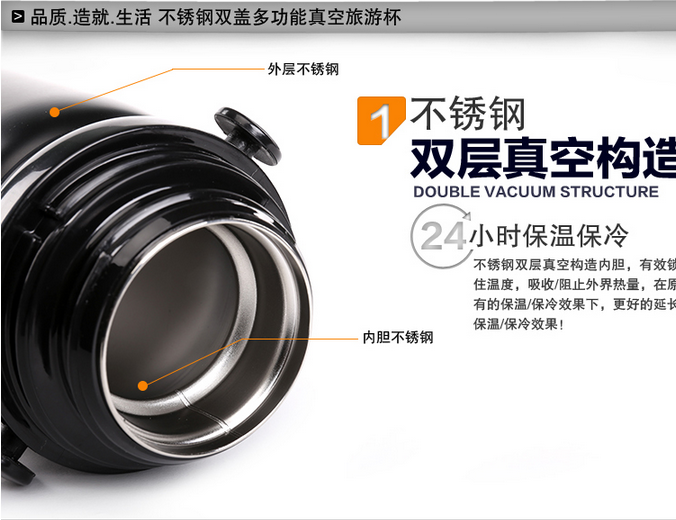 品质.造就.生活 不锈钢双盖多功能真空旅游杯
外层不锈钢
1 不锈钢
双层真空构造
DOUBLE VACUUM STRUCTURE
24小时保温保冷
不锈钢双层真空构造内胆，有效锁
住温度，吸收/阻止外界热量，在原
有的保温/保冷效果下，更好的延长
保温/保冷效果！
内胆不锈钢